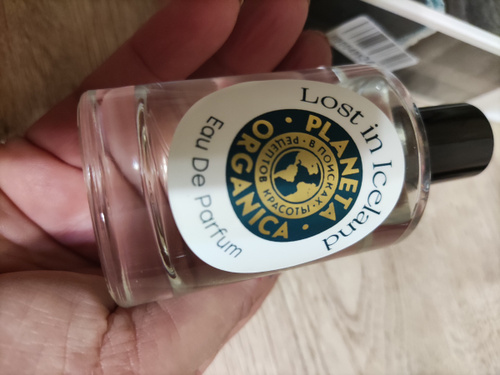 Lost in Iceland
PLANETA ORGANICA
В ПОИСКАХ РЕЦЕПТОВ КРАСОТЫ
Eau De Parfum